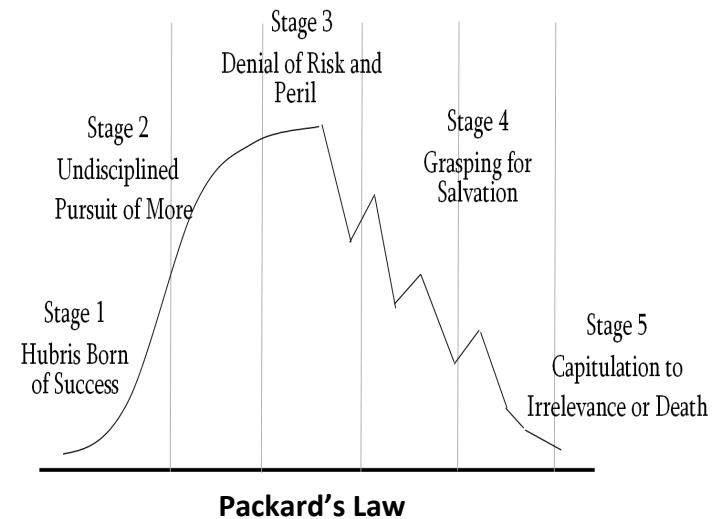 Stage 3
Denial of Risk and
Peril
Stage 2
Undisciplined
Pursuit of More
Stage 4
Grasping for
Salvation
Stage 1
Hubris Born
of Success
Stage 5
Capitulation to
Irrelevance or Death
Packard's Law